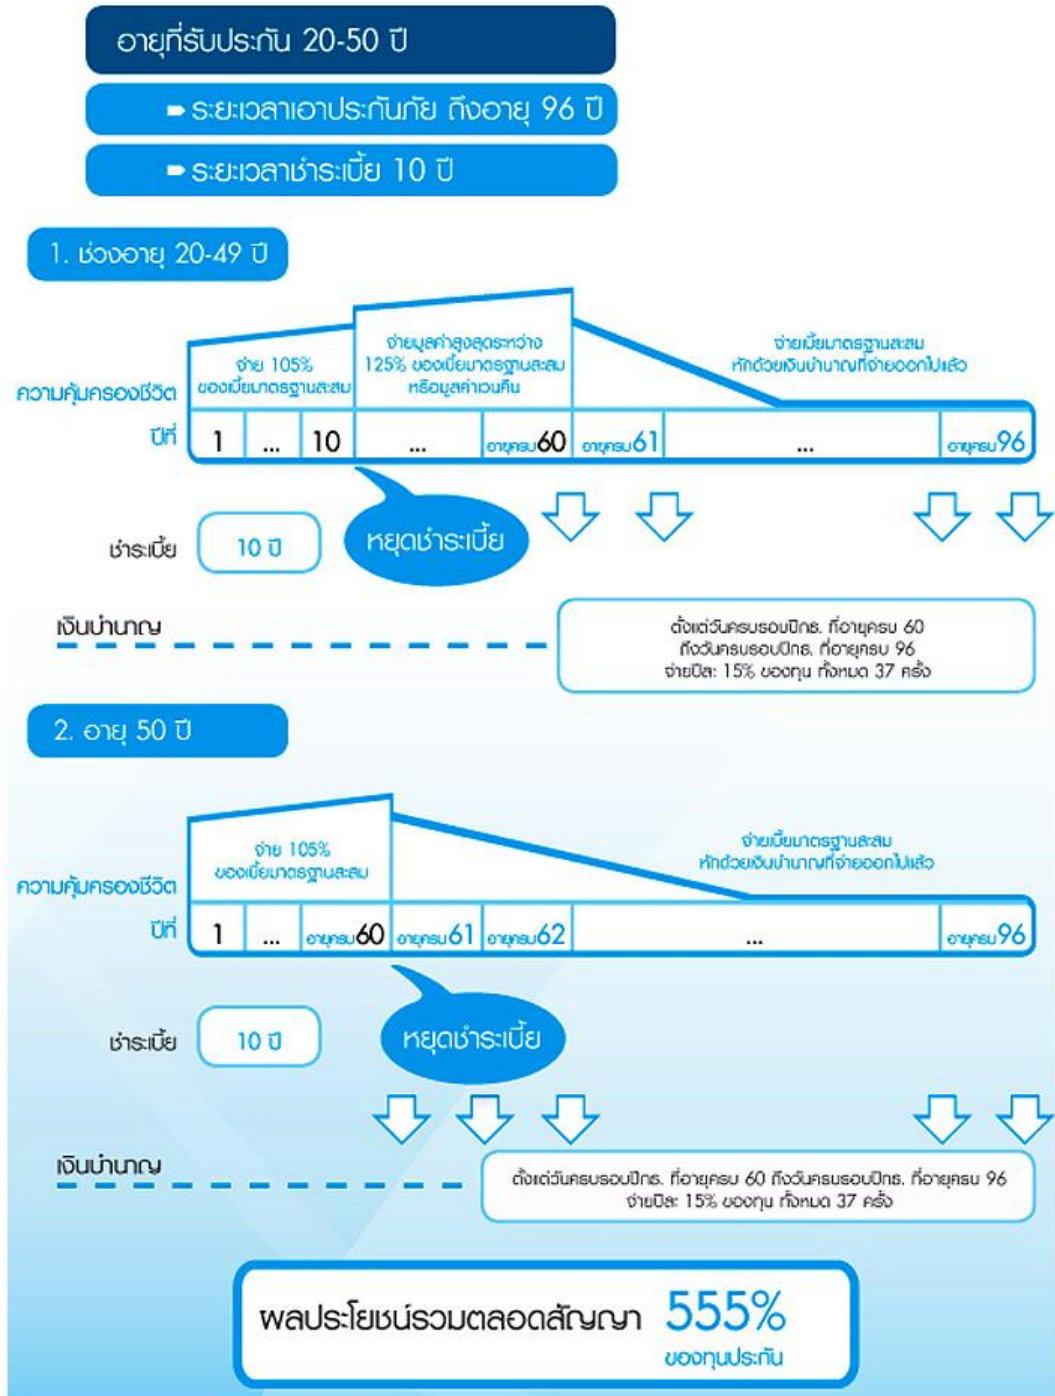 อายุที่รับประกัน 20-50 ปี
ระยะเวลาเอาประกันภัย ถึงอายุ 96 ปี
ระยะเวลาชำระเบี้ย 10 ปี
1. ช่วงอายุ 20-49 ปี
จ่าย 105%
ของเบี้ยมาตรฐานสะสม
จ่ายมูลค่าสูงสุดระหว่าง
125% ของเบี้ยมาตรฐานสะสม
หรือมูลค่าเวนคืน
จ่ายเบี้ยมาตรฐานสะสม
หักด้วยเงินบำนาญที่จ่ายออกไปแล้ว
ความคุ้มครองชีวิต
ปีที่ 1 ... 10 ... อายุครบ60 อายุครบ61 ... อายุครบ96
ชำระเบี้ย 10 ปี หยุดชำระเบี้ย
เงินบำนาญ
ตั้งแต่วันครบรอบปีกธ. ที่อายุครบ 60
ถึงวันครบรอบปีกธ. ที่อายุครบ 96
จ่ายปีละ 15% ของทุน ทั้งหมด 37 ครั้ง
2. อายุ 50 ปี
จ่าย 105%
ของเบี้ยมาตรฐานสะสม
จ่ายเบี้ยมาตรฐานสะสม
หักด้วยเงินบำนาญที่จ่ายออกไปแล้ว
ความคุ้มครองชีวิต
ปีที่ 1 ... อายุครบ60 อายุครบ61 อายุครบ62 ... อายุครบ96
ชำระเบี้ย 10 ปี หยุดชำระเบี้ย
เงินบำนาญ
ตั้งแต่วันครบรอบปีกธ. ที่อายุครบ 60 ถึงวันครบรอบปีกธ. ที่อายุครบ 96
จ่ายปีละ 15% ของทุน ทั้งหมด 37 ครั้ง
ผลประโยชน์รวมตลอดสัญญา 555%
ของทุนประกัน